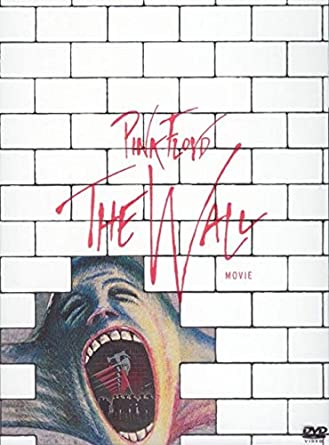 PINK FLOYD
THE WALL
MOVIE
DVD
VIDEO